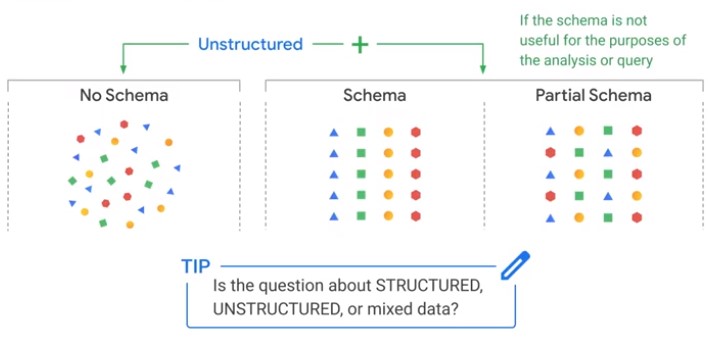 Unstructured
+
If the schema is not
useful for the purposes of
the analysis or query
No Schema
Schema
Partial Schema
TIP
Is the question about STRUCTURED,
UNSTRUCTURED, or mixed data?